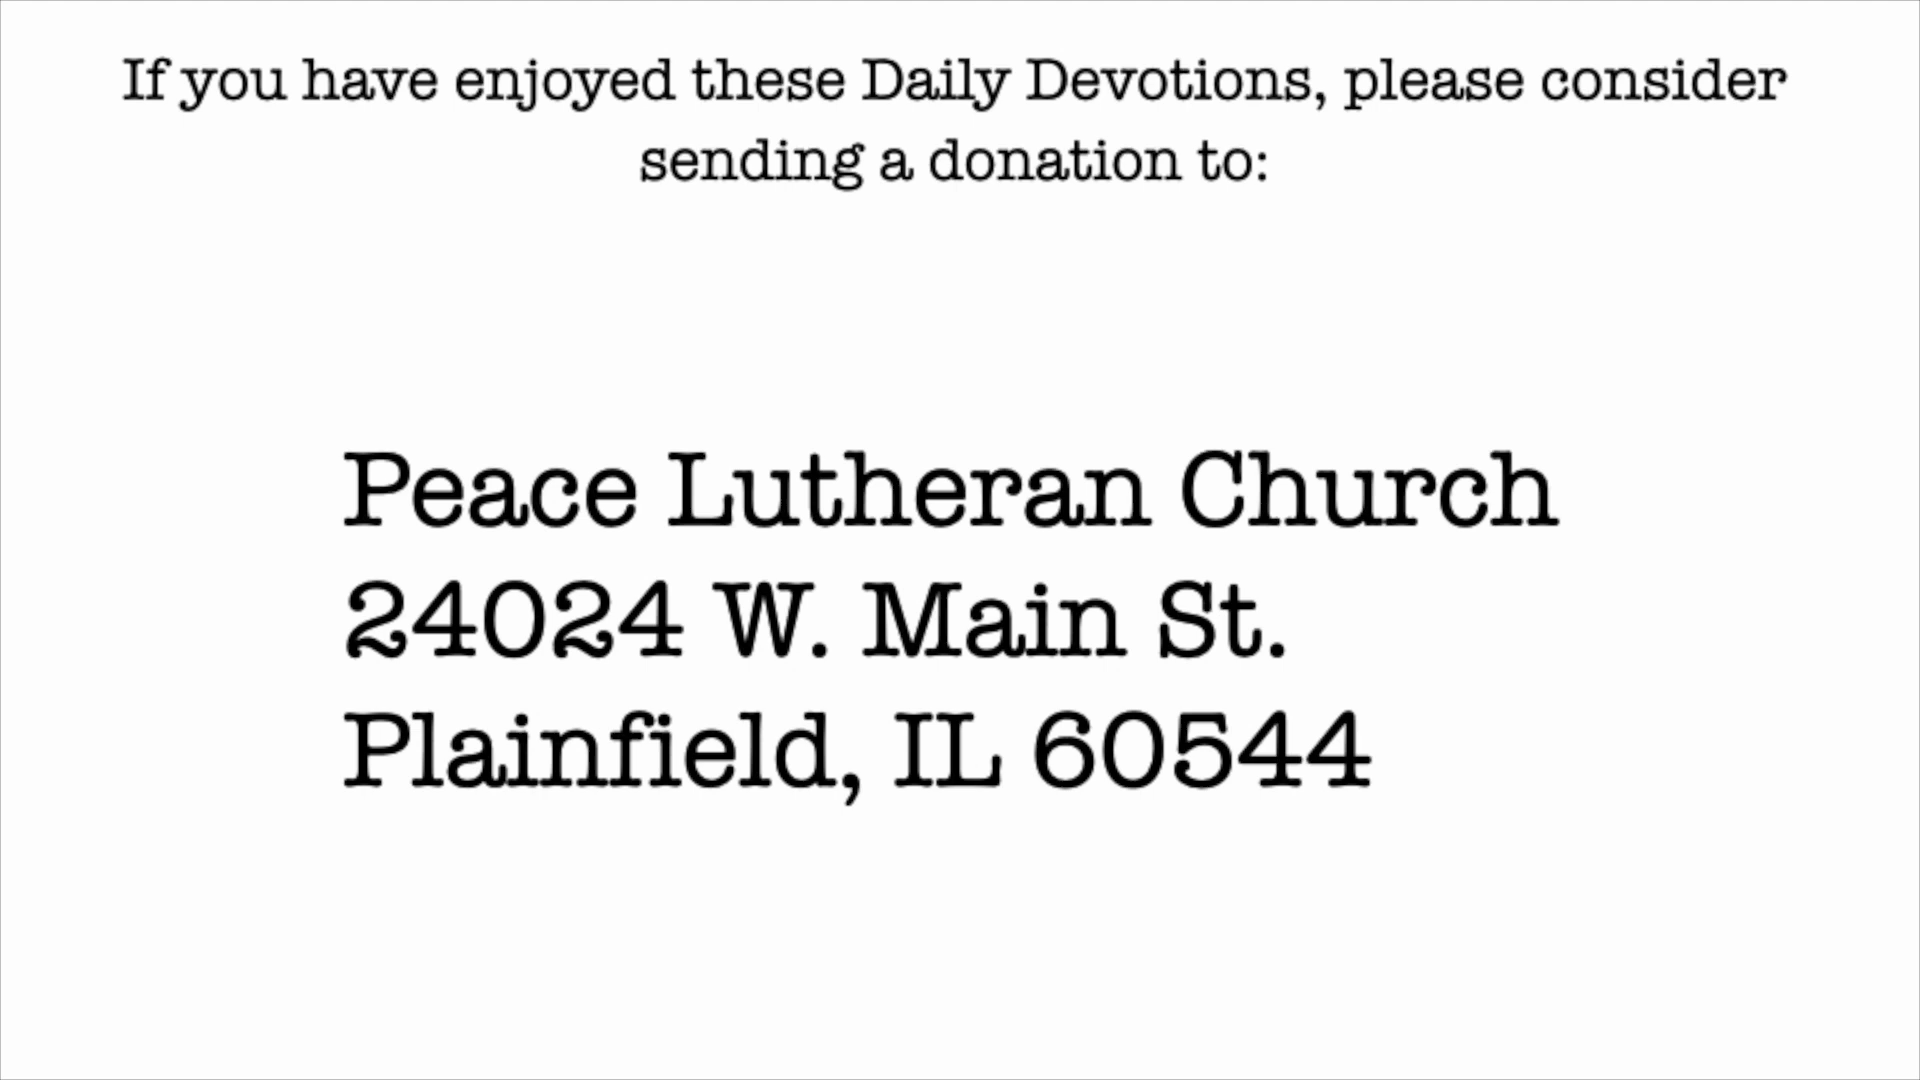 If you have enjoyed these Daily Devotions, please consider
sending a donation to:
Peace Lutheran Church
24024 W. Main St.
Plainfield, IL 60544